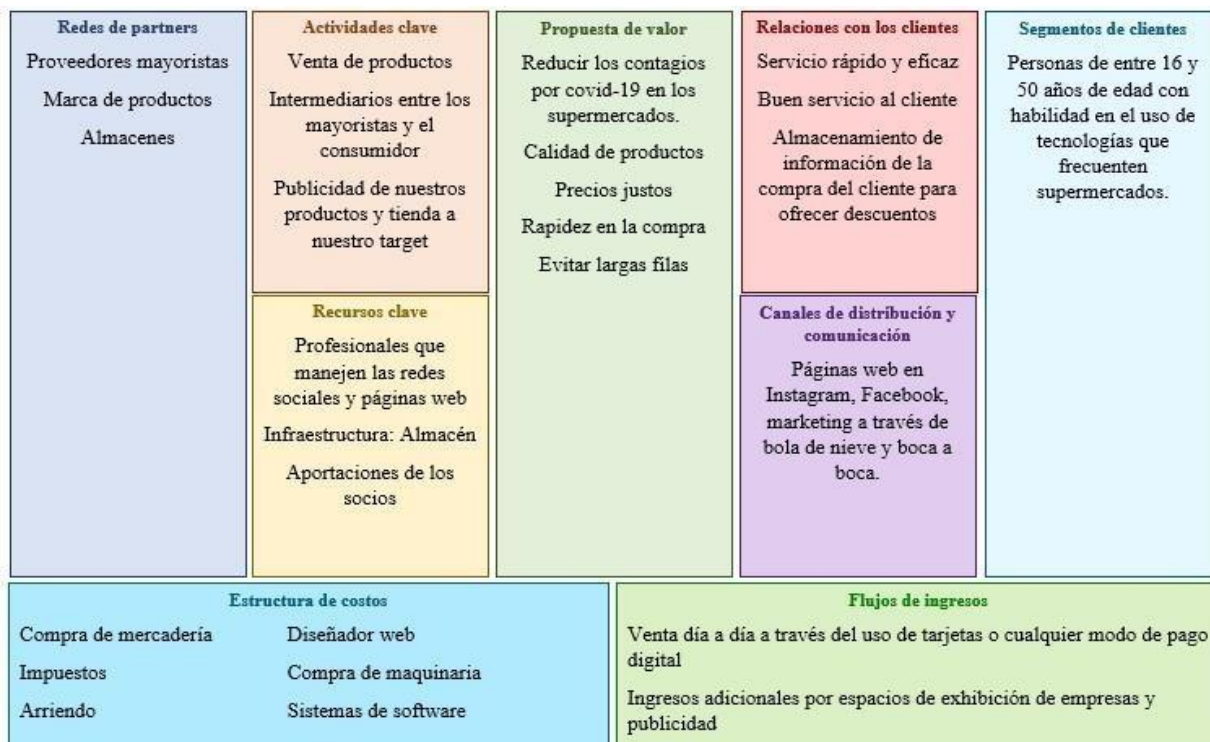 Redes de partners
Proveedores mayoristas
Marca de productos
Almacenes
Actividades clave
Venta de productos
Intermediarios entre los
mayoristas y el
consumidor
Publicidad de nuestros
productos y tienda a
nuestro target
Recursos clave
Profesionales que
manejen las redes
sociales y páginas web
Infraestructura: Almacén
Aportaciones de los
socios
Propuesta de valor
Reducir los contagios
por covid-19 en los
supermercados.
Calidad de productos
Precios justos
Rapidez en la compra
Evitar largas filas
Relaciones con los clientes
Servicio rápido y eficaz
Buen servicio al cliente
Almacenamiento de
información de la
compra del cliente para
ofrecer descuentos
Canales de distribución y
comunicación
Páginas web en
Instagram, Facebook,
marketing a través de
bola de nieve y boca a
boca.
Segmentos de clientes
Personas de entre 16 y
50 años de edad con
habilidad en el uso de
tecnologías que
frecuenten
supermercados.
Estructura de costos
Compra de mercadería
Impuestos
Arriendo
Diseñador web
Compra de maquinaria
Sistemas de software
Flujos de ingresos
Venta día a día a través del uso de tarjetas o cualquier modo de pago
digital
Ingresos adicionales por espacios de exhibición de empresas y
publicidad